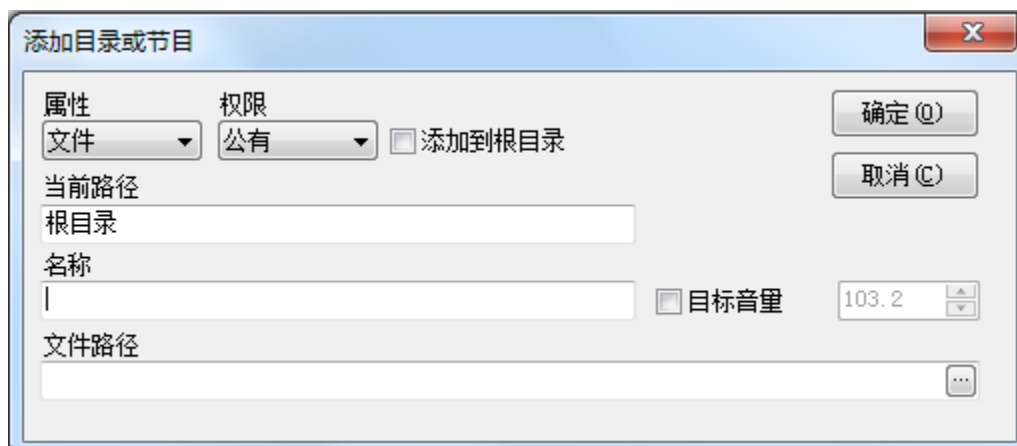 添加目录或节目
属性 权限 确定(O)
文件 公有 添加到根目录
取消(C)
当前路径
根目录
名称
目标音量 103.2
文件路径
...